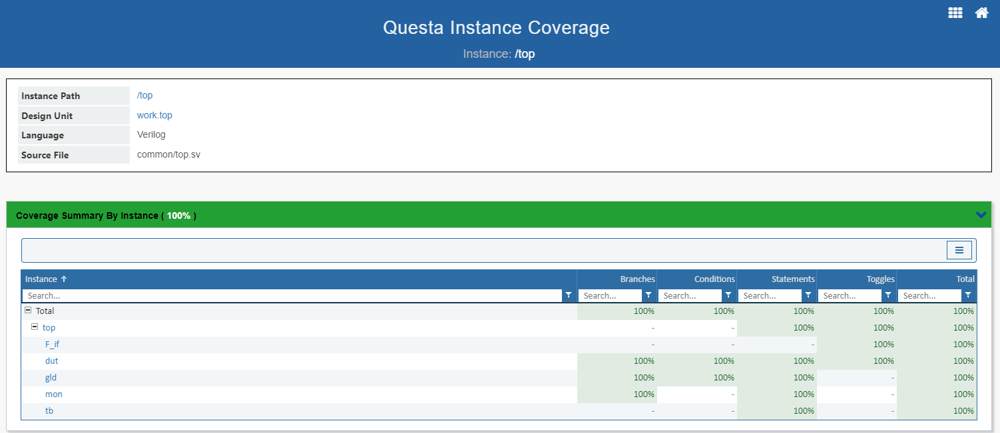 Questa Instance Coverage
Instance: /top
Instance Path /top
Design Unit work.top
Language Verilog
Source File common/top.sv
Coverage Summary By Instance ( 100% )
Instance Branches Conditions Statements Toggles Total
Search... Search... Search... Search... Search... Search...
Total 100% 100% 100% 100% 100%
top - - 100% 100% 100%
F_if - - - 100% 100%
dut 100% 100% 100% 100% 100%
gld 100% 100% 100% - 100%
mon 100% - 100% - 100%
tb - - 100% - 100%